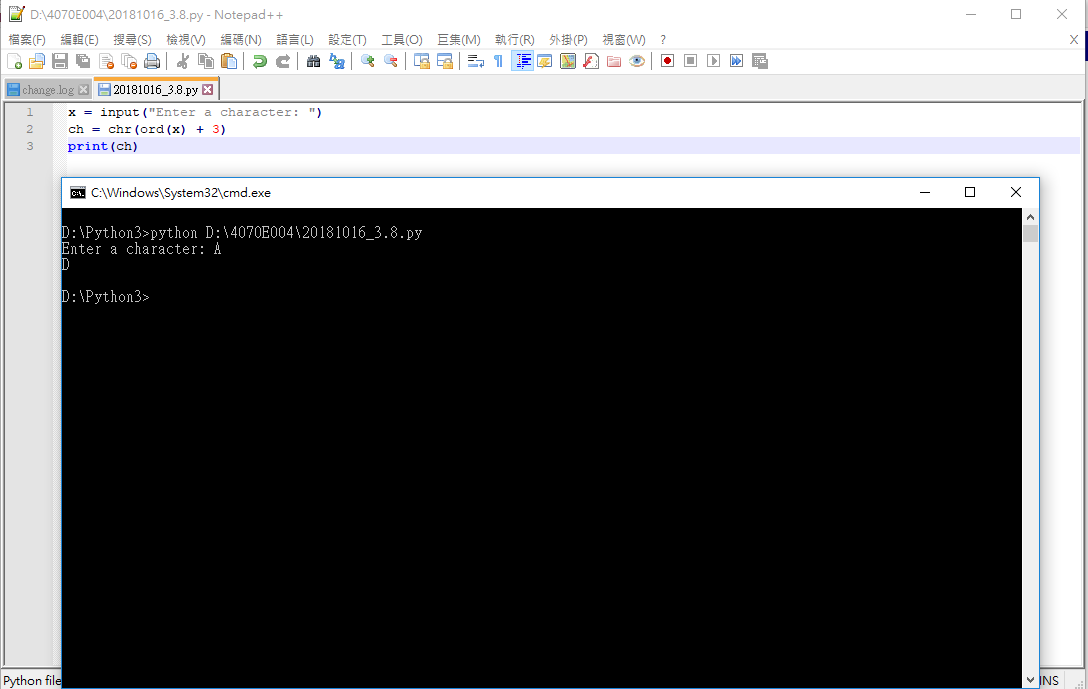 D:\4070E004\20181016_3.8.py - Notepad++
檔案(F) 編輯(E) 搜尋(S) 檢視(V) 編碼(N) 語言(L) 設定(T) 工具(O) 巨集(M) 執行(R) 外掛(P) 視窗(W) ? X
change.log 20181016_3.8.py
1 x = input("Enter a character: ")
2 ch = chr(ord(x) + 3)
3 print(ch)
C:\Windows\System32\cmd.exe
D:\Python3>python D:\4070E004\20181016_3.8.py
Enter a character: A
D
D:\Python3>
Python file INS